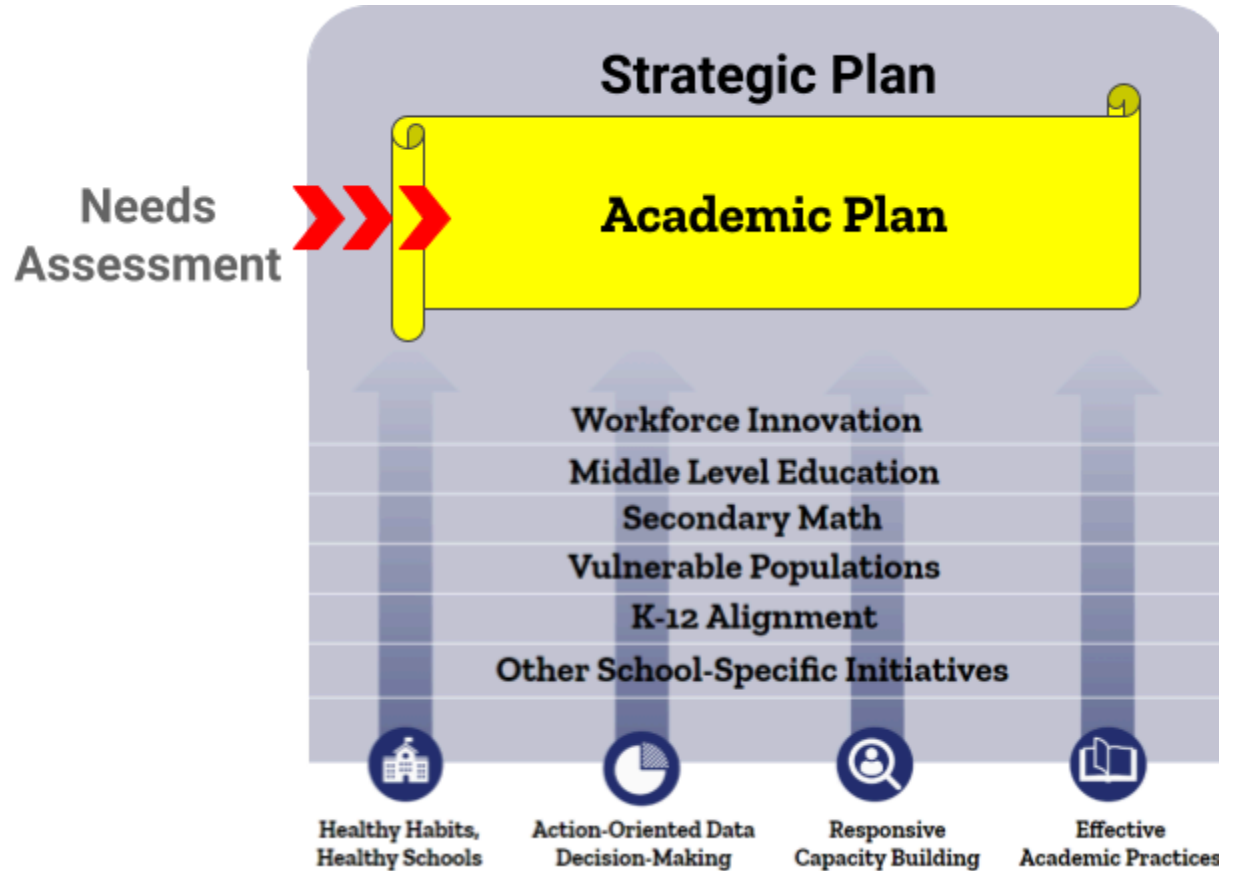 Strategic Plan
Needs
Assessment
Academic Plan
Workforce Innovation
Middle Level Education
Secondary Math
Vulnerable Populations
K-12 Alignment
Other School-Specific Initiatives
Healthy Habits,
Healthy Schools
Action-Oriented Data
Decision-Making
Responsive
Capacity Building
Effective
Academic Practices